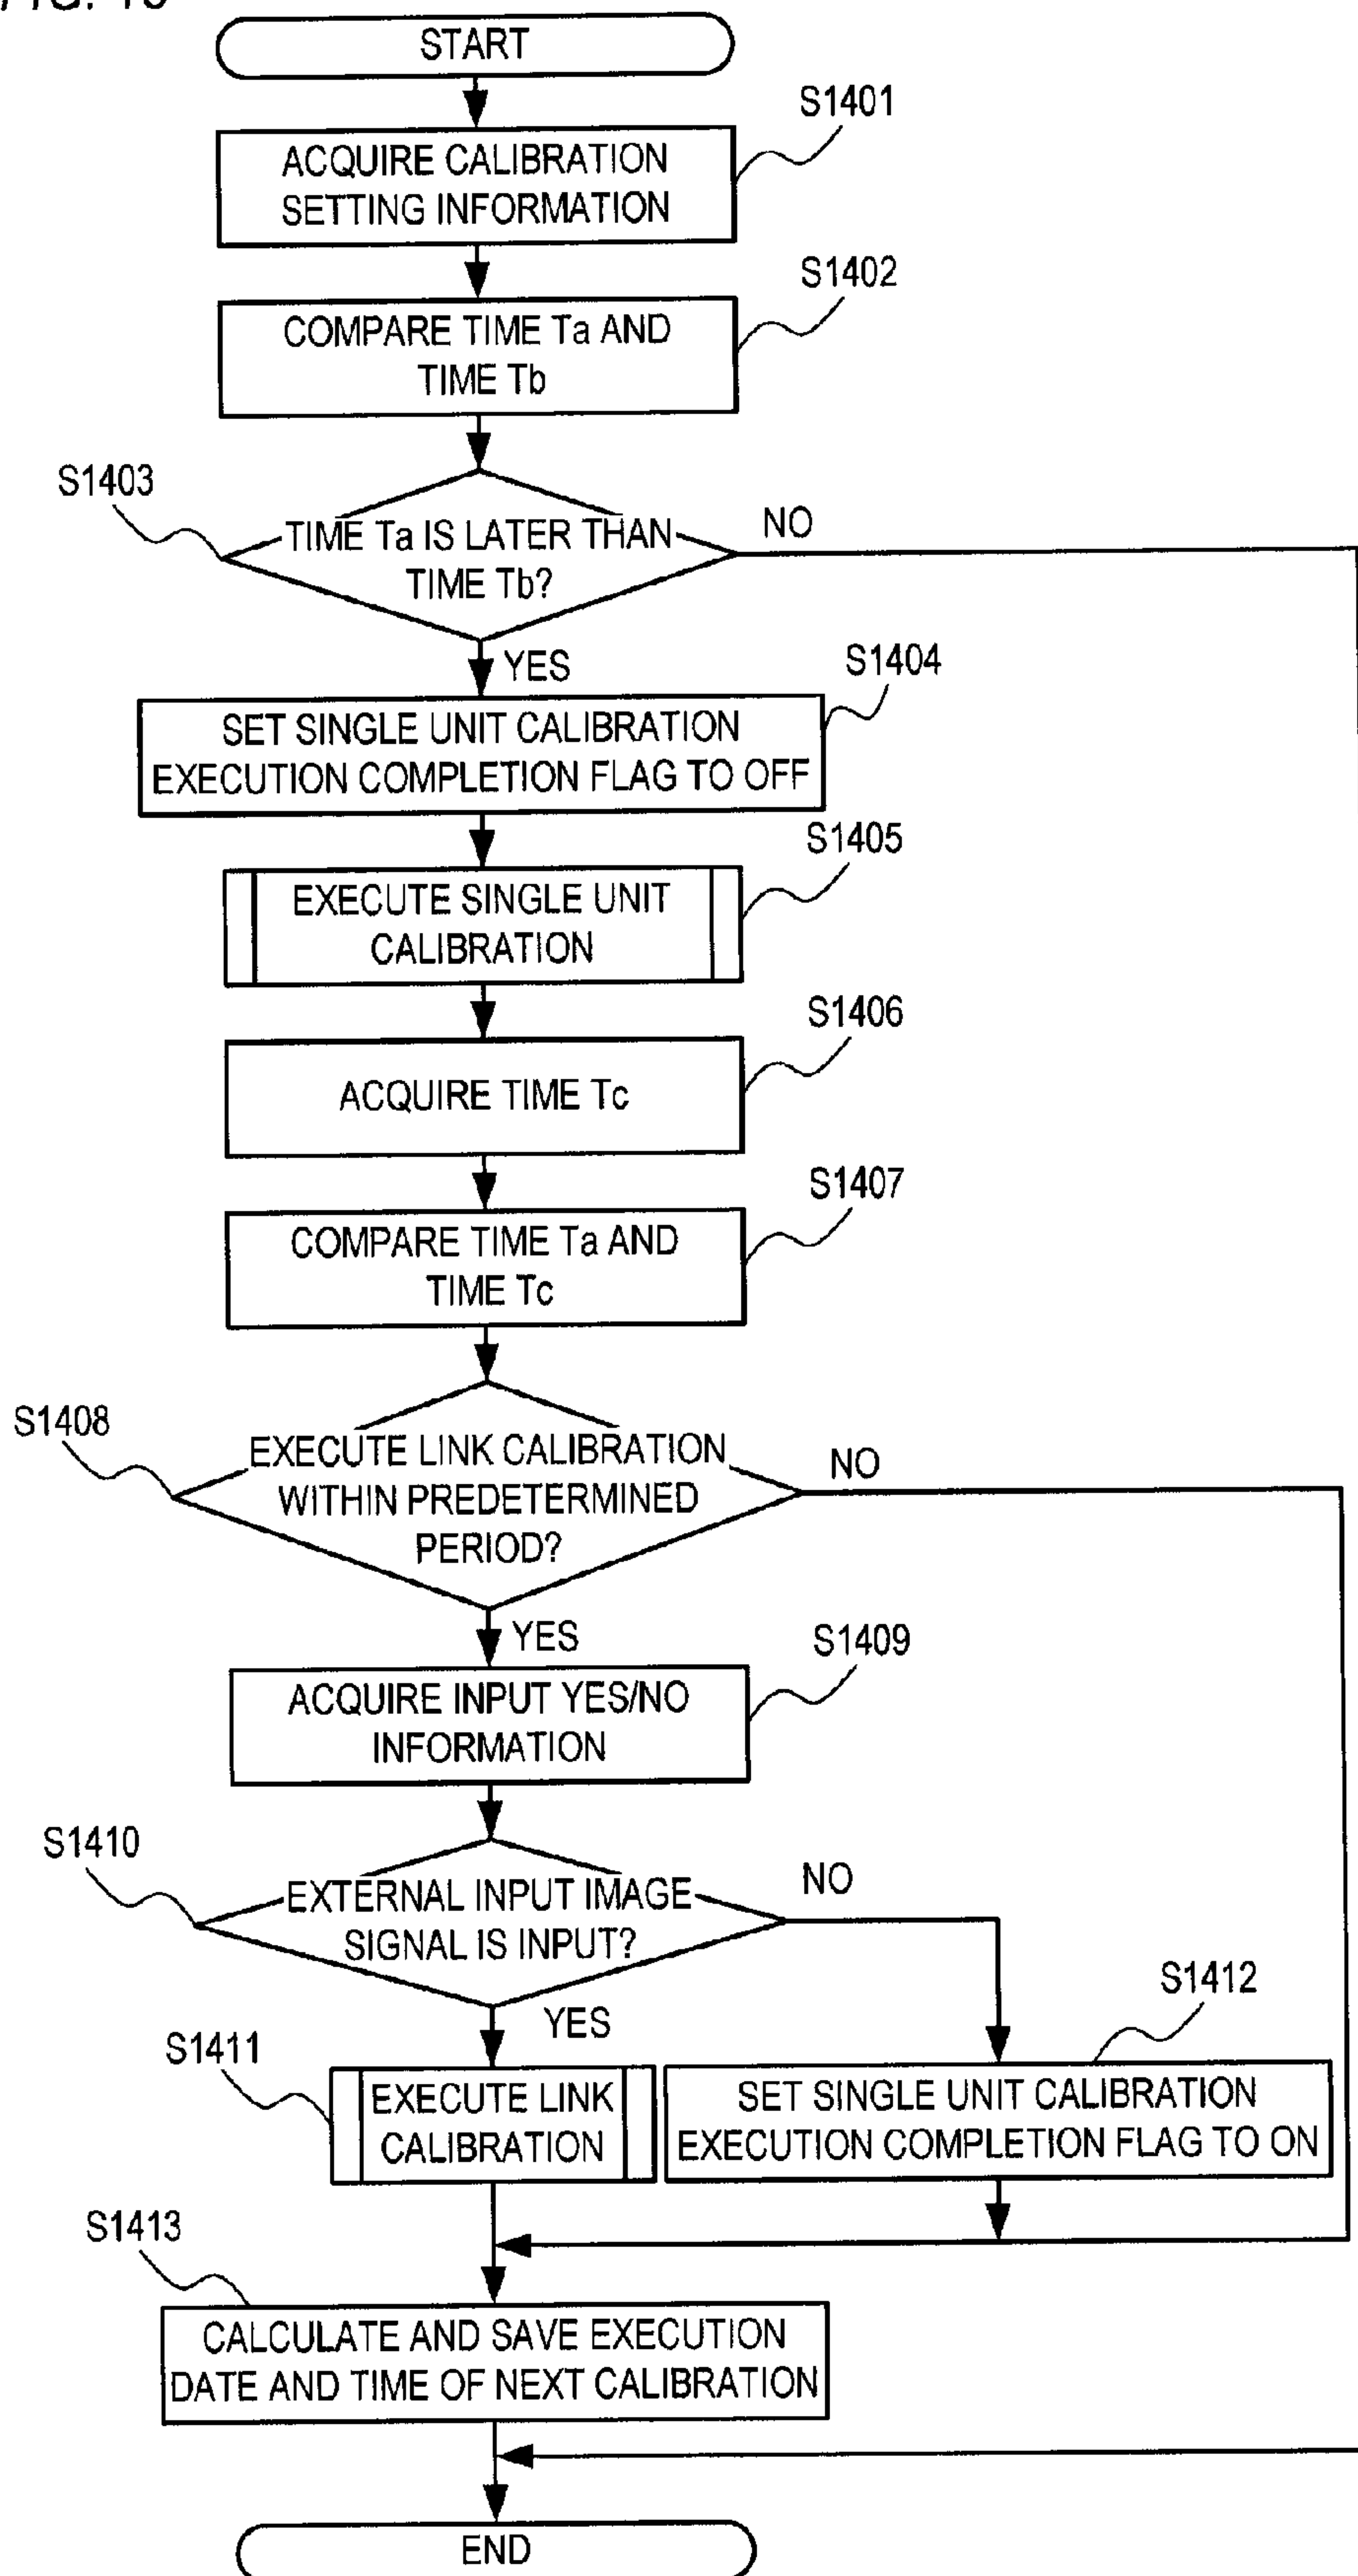 START
S1401
ACQUIRE CALIBRATION
SETTING INFORMATION
S1402
COMPARE TIME Ta AND
TIME Tb
S1403
TIME Ta IS LATER THAN
TIME Tb?
NO
YES
S1404
SET SINGLE UNIT CALIBRATION
EXECUTION COMPLETION FLAG TO OFF
S1405
EXECUTE SINGLE UNIT
CALIBRATION
S1406
ACQUIRE TIME Tc
S1407
COMPARE TIME Ta AND
TIME Tc
S1408
EXECUTE LINK CALIBRATION
WITHIN PREDETERMINED
PERIOD?
NO
YES
S1409
ACQUIRE INPUT YES/NO
INFORMATION
S1410
EXTERNAL INPUT IMAGE
SIGNAL IS INPUT?
NO
YES
S1411
EXECUTE LINK
CALIBRATION
S1412
SET SINGLE UNIT CALIBRATION
EXECUTION COMPLETION FLAG TO ON
S1413
CALCULATE AND SAVE EXECUTION
DATE AND TIME OF NEXT CALIBRATION
END